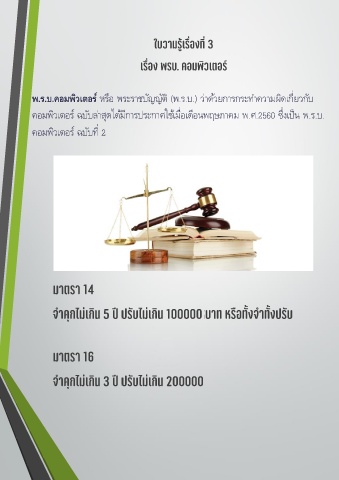 ใบความรู้เรื่องที่ 3
เรื่อง พรบ. คอมพิวเตอร์
พ.ร.บ.คอมพิวเตอร์ หรือ พระราชบัญญัติ (พ.ร.บ.) ว่าด้วยการกระทำความผิดเกี่ยวกับ
คอมพิวเตอร์ ฉบับล่าสุดได้มีการประกาศใช้เมื่อเดือนพฤษภาคม พ.ศ.2560 ซึ่งเป็น พ.ร.บ.
คอมพิวเตอร์ ฉบับที่ 2
มาตรา 14
จำคุกไม่เกิน 5 ปี ปรับไม่เกิน 100000 บาท หรือทั้งจำทั้งปรับ
มาตรา 16
จำคุกไม่เกิน 3 ปี ปรับไม่เกิน 200000